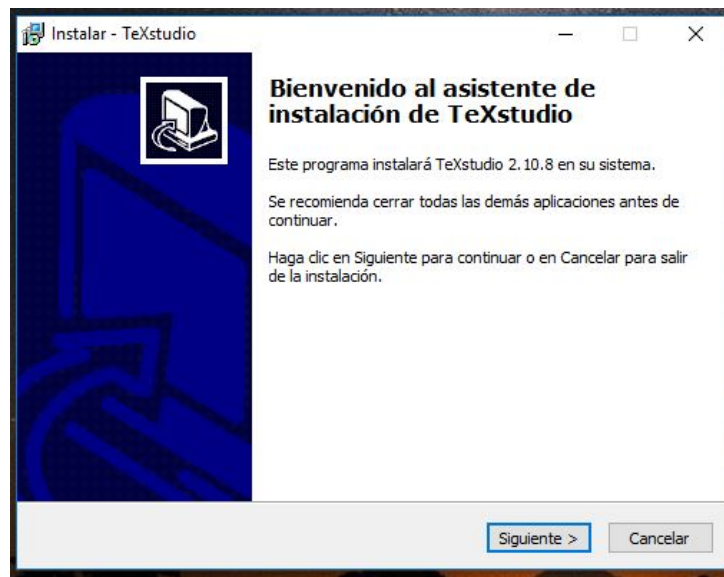 Instalar - TeXstudio
Bienvenido al asistente de
instalación de TeXstudio
Este programa instalará TeXstudio 2.10.8 en su sistema.
Se recomienda cerrar todas las demás aplicaciones antes de
continuar.
Haga clic en Siguiente para continuar o en Cancelar para salir
de la instalación.
Siguiente >
Cancelar